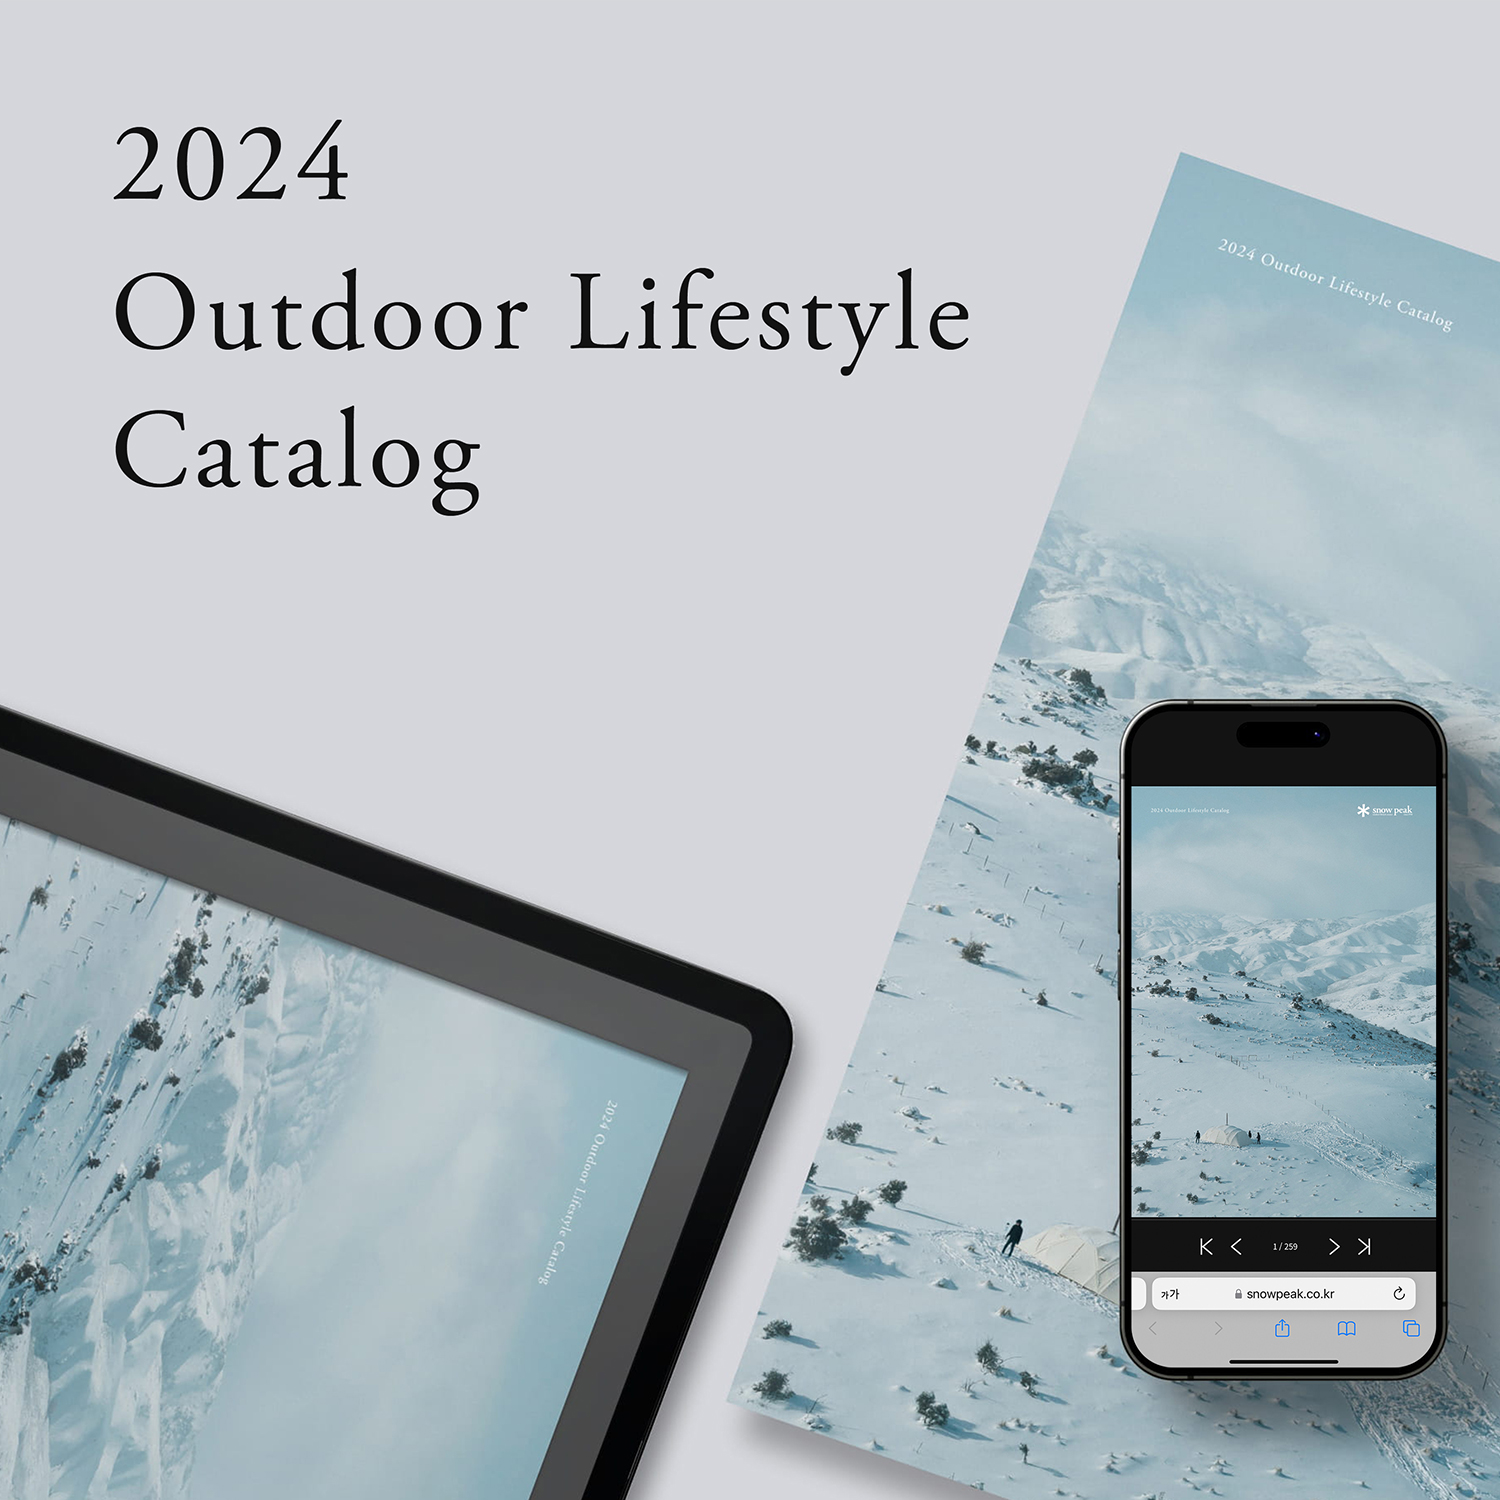 2024
Outdoor Lifestyle
Catalog
2024 Outdoor Lifestyle Catalog
2024 Outdoor Lifestyle Catalog
snow peak
2024 Outdoor Lifestyle Catalog
1 / 259
가가
snowpeak.co.kr